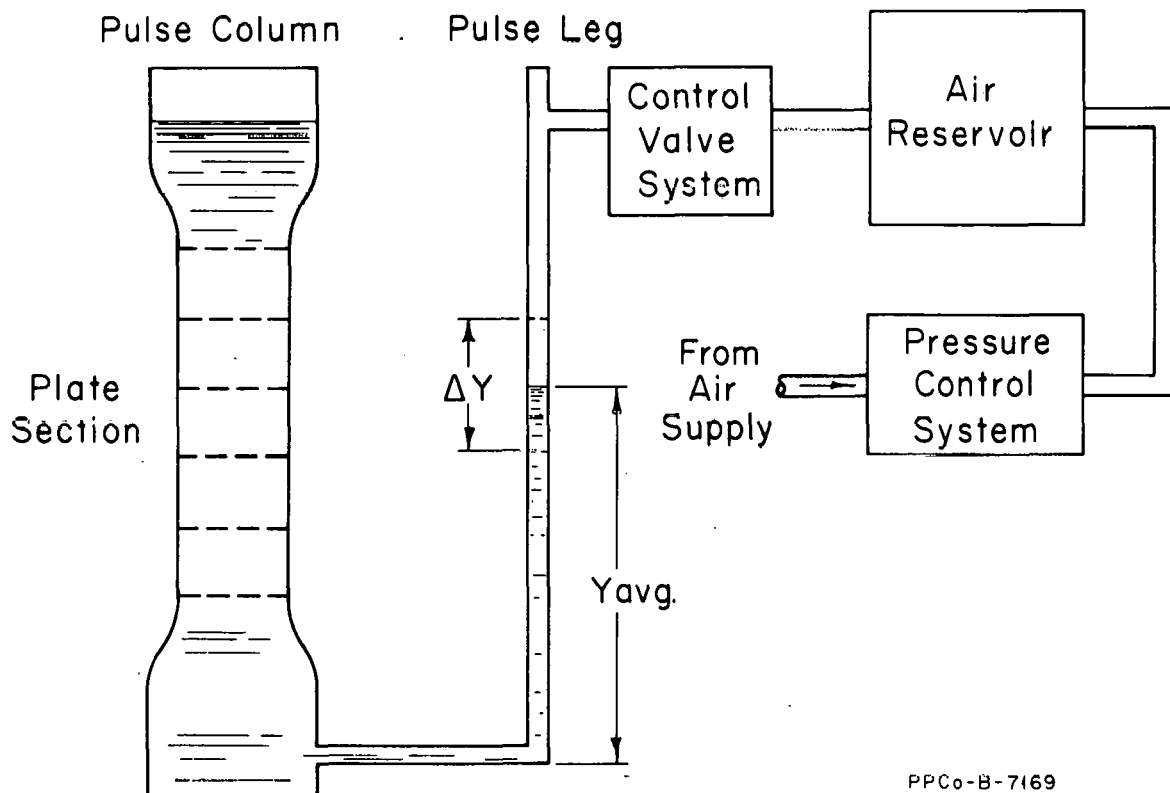 Pulse Column
Pulse Leg
Control
Valve
System
Air
Reservoir
Plate
Section
ΔY
From
Air
Supply
Pressure
Control
System
Yavg.
PPCo-B-7169